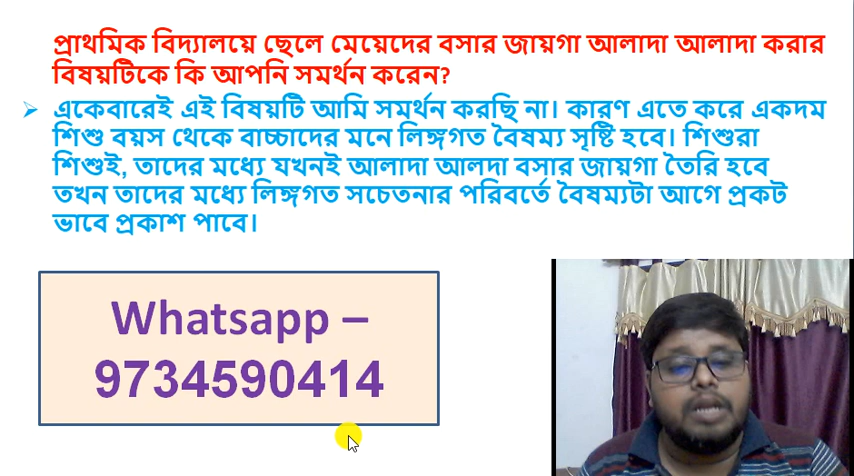 প্রাথমিক বিদ্যালয়ে ছেলে মেয়েদের বসার জায়গা আলাদা আলাদা করার
বিষয়টিকে কি আপনি সমর্থন করেন?
➢ একেবারেই এই বিষয়টি আমি সমর্থন করছি না। কারণ এতে করে একদম
শিশু বয়স থেকে বাচ্চাদের মনে লিঙ্গগত বৈষম্য সৃষ্টি হবে। শিশুরা
শিশুই, তাদের মধ্যে যখনই আলাদা আলদা বসার জায়গা তৈরি হবে
তখন তাদের মধ্যে লিঙ্গগত সচেতনার পরিবর্তে বৈষম্যটা আগে প্রকট
ভাবে প্রকাশ পাবে।
Whatsapp –
9734590414